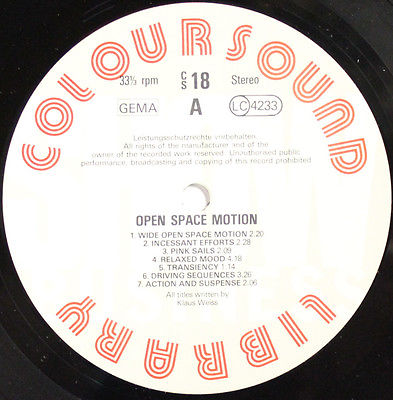 COLOURSOUND
LIBRARY
33⅓ rpm
CS 18
Stereo
GEMA
A
LC 4233
Leistungsschutzrechte vorbehalten.
All rights of the manufacturer and of the
owner of the recorded work reserved. Unauthorised public
performance, broadcasting and copying of this record prohibited
OPEN SPACE MOTION
1. WIDE OPEN SPACE MOTION 2.20
2. INCESSANT EFFORTS 2.28
3. PINK SAILS 2.09
4. RELAXED MOOD 4.18
5. TRANSIENCY 1.14
6. DRIVING SEQUENCES 3.26
7. ACTION AND SUSPENSE 2.06
All titles written by
Klaus Weiss